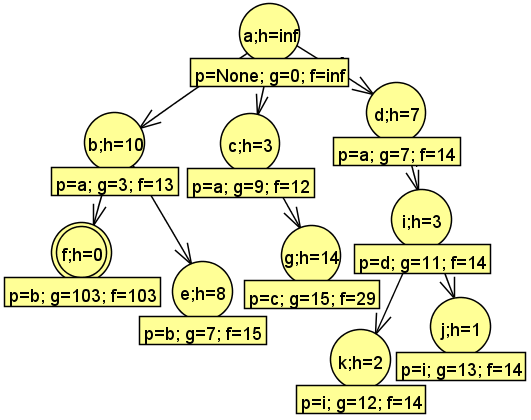 a;h=inf
p=None; g=0; f=inf
d;h=7
p=a; g=7; f=14
b;h=10
p=a; g=3; f=13
c;h=3
p=a; g=9; f=12
i;h=3
p=d; g=11; f=14
f;h=0
p=b; g=103; f=103
g;h=14
p=c; g=15; f=29
e;h=8
p=b; g=7; f=15
j;h=1
p=i; g=13; f=14
k;h=2
p=i; g=12; f=14